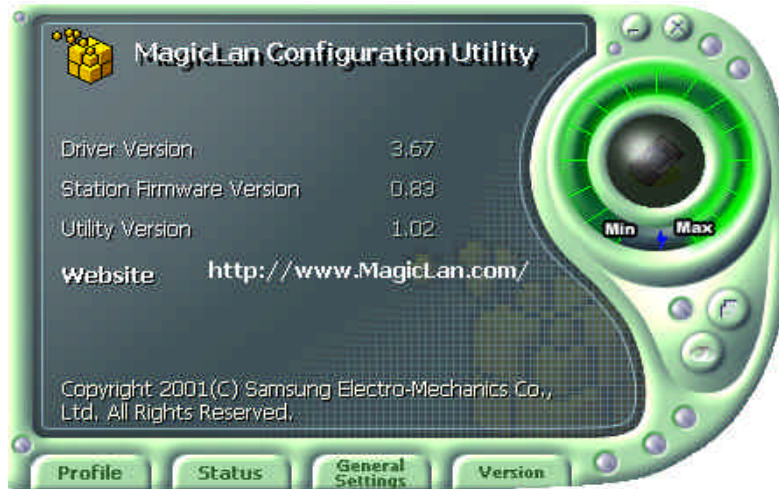 MagicLan Configuration Utility
Driver Version 3.67
Station Firmware Version 0.83
Utility Version 1.02
Website http://www.MagicLan.com/
Copyright 2001(C) Samsung Electro-Mechanics Co.,
Ltd. All Rights Reserved.
Min Max
Profile Status General Settings Version